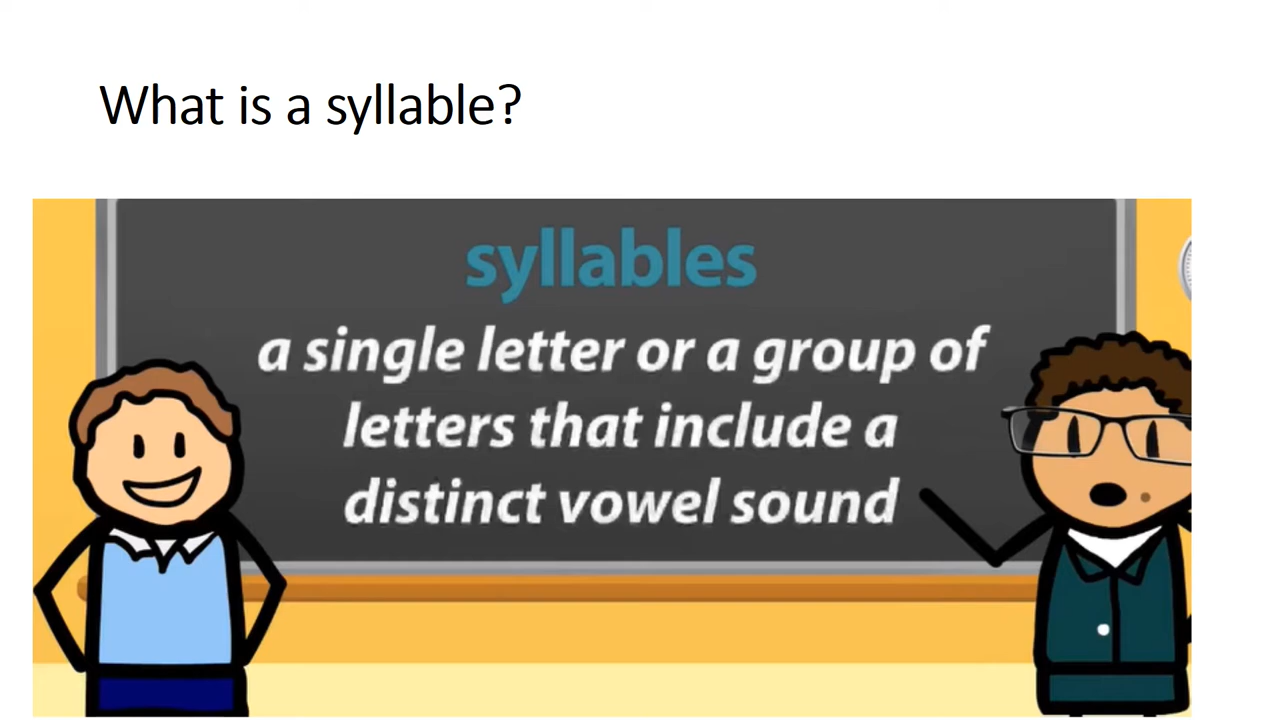 What is a syllable?
syllables
a single letter or a group of
letters that include a
distinct vowel sound